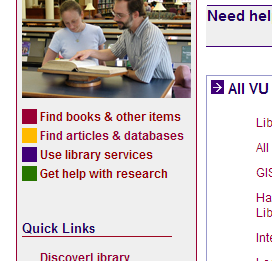 Need hel
Find books & other items
Find articles & databases
Use library services
Get help with research
Quick Links
DiscoverLibrary
All VU
Lib
All
GIS
Ha
Lib
Inte